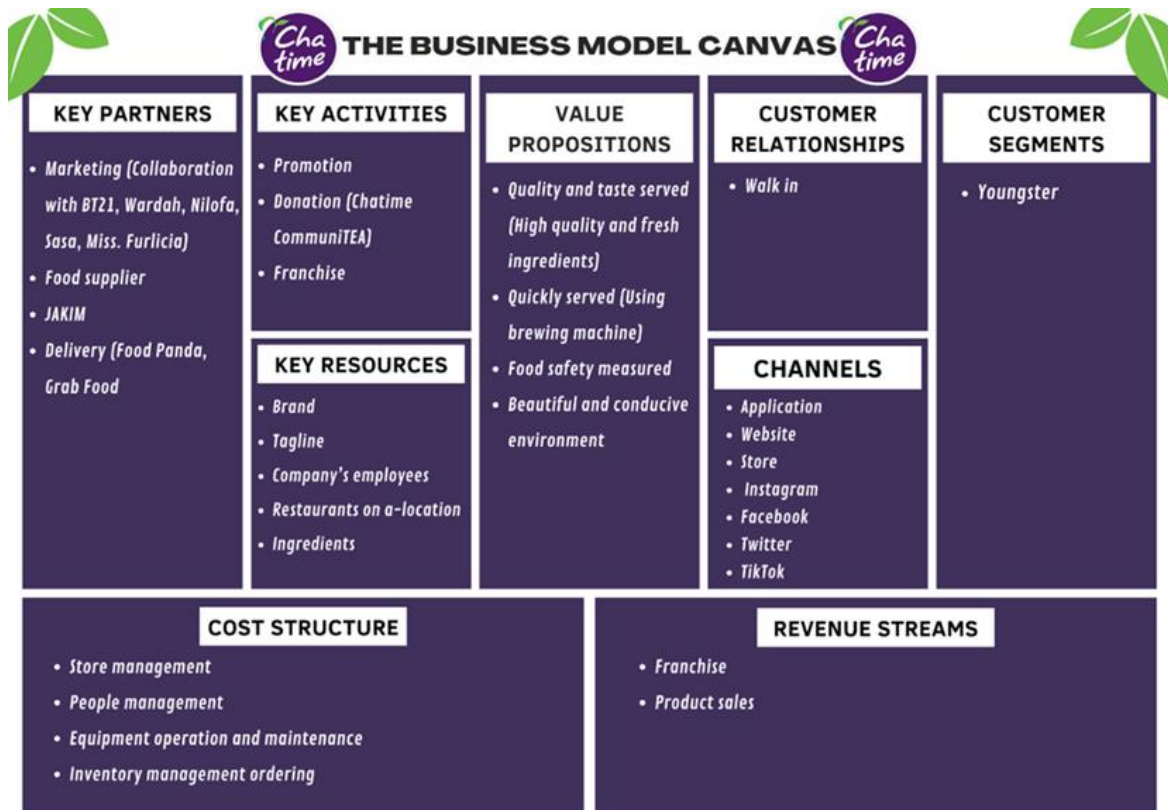 Cha
time
THE BUSINESS MODEL CANVAS
Cha
time
KEY PARTNERS
• Marketing (Collaboration
with BT21, Wardah, Nilofa,
Sasa, Miss. Furlicia)
• Food supplier
• JAKIM
• Delivery (Food Panda,
Grab Food
KEY ACTIVITIES
• Promotion
• Donation (Chatime
CommuniTEA)
• Franchise
KEY RESOURCES
• Brand
• Tagline
• Company's employees
• Restaurants on a-location
• Ingredients
VALUE
PROPOSITIONS
• Quality and taste served
(High quality and fresh
ingredients)
• Quickly served (Using
brewing machine)
• Food safety measured
• Beautiful and conducive
environment
CUSTOMER
RELATIONSHIPS
• Walk in
CHANNELS
• Application
• Website
• Store
• Instagram
• Facebook
• Twitter
• TikTok
CUSTOMER
SEGMENTS
• Youngster
COST STRUCTURE
• Store management
• People management
• Equipment operation and maintenance
• Inventory management ordering
REVENUE STREAMS
• Franchise
• Product sales